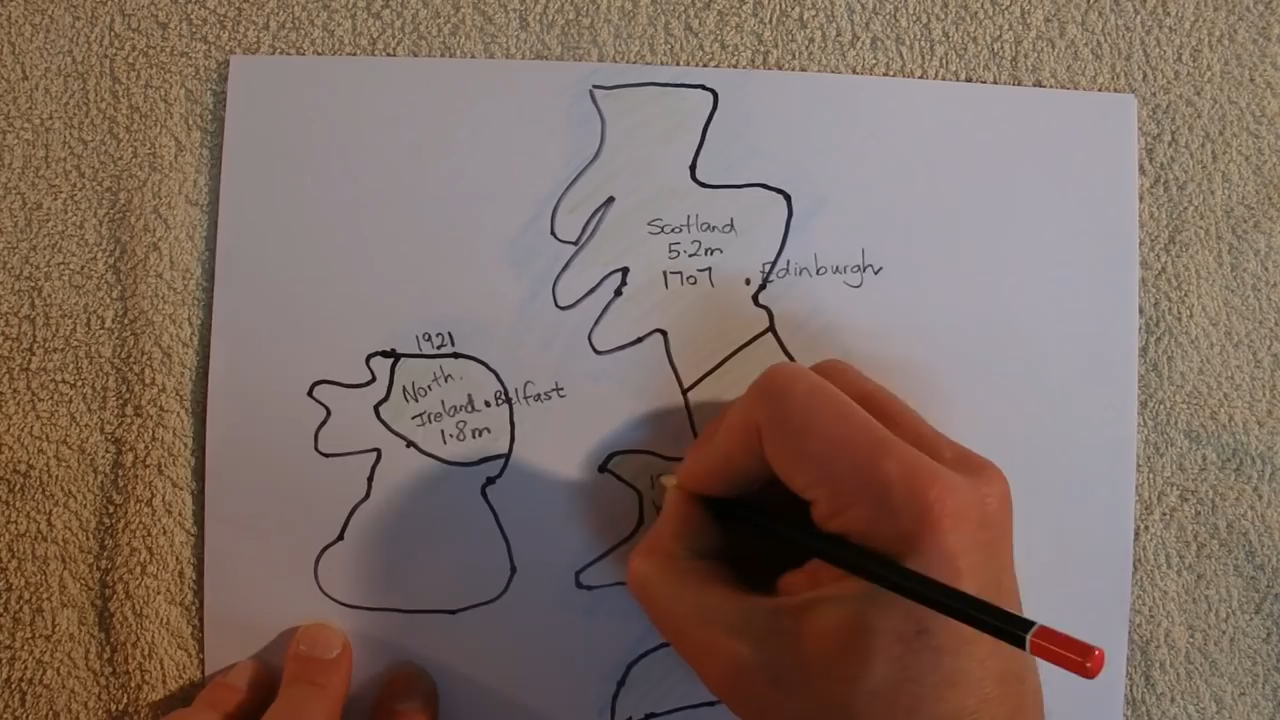 Scotland
5.2m
1707
Edinburgh
1921
North.
Ireland
Belfast
1.8m